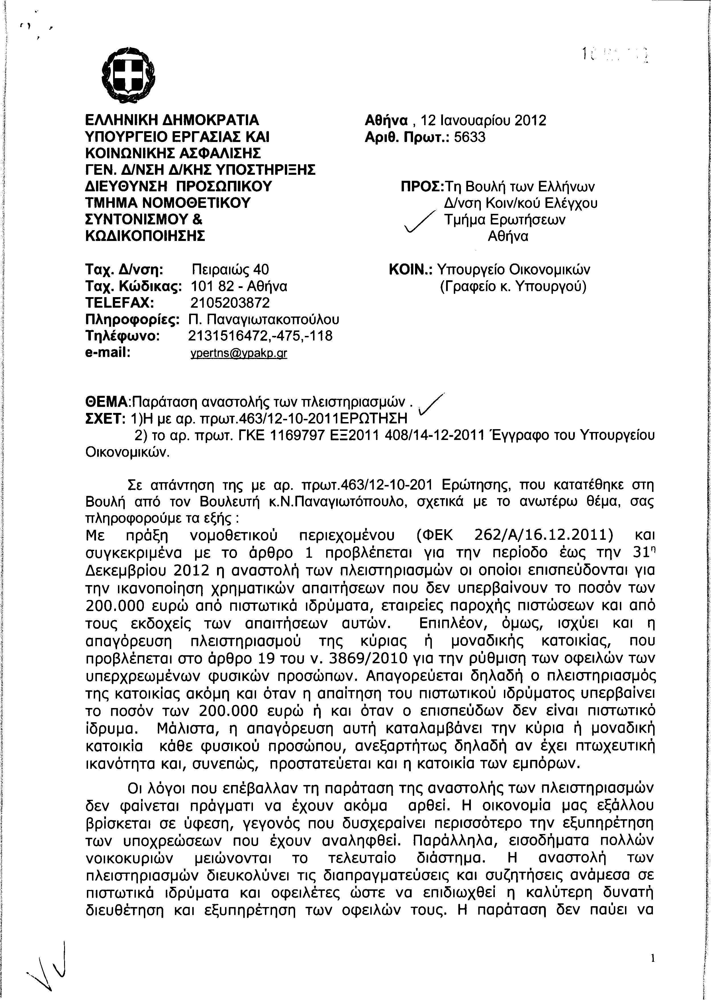 ΕΛΛΗΝΙΚΗ ΔΗΜΟΚΡΑΤΙΑ
ΥΠΟΥΡΓΕΙΟ ΕΡΓΑΣΙΑΣ ΚΑΙ
ΚΟΙΝΩΝΙΚΗΣ ΑΣΦΑΛΙΣΗΣ
ΓΕΝ. Δ/ΝΣΗ Δ/ΚΗΣ ΥΠΟΣΤΗΡΙΞΗΣ
ΔΙΕΥΘΥΝΣΗ ΠΡΟΣΩΠΙΚΟΥ
ΤΜΗΜΑ ΝΟΜΟΘΕΤΙΚΟΥ
ΣΥΝΤΟΝΙΣΜΟΥ &
ΚΩΔΙΚΟΠΟΙΗΣΗΣ
Αθήνα , 12 Ιανουαρίου 2012
Αριθ. Πρωτ.: 5633
ΠΡΟΣ:Τη Βουλή των Ελλήνων
Δ/νση Κοιν/κού Ελέγχου
Τμήμα Ερωτήσεων
Αθήνα
Ταχ. Δ/νση: Πειραιώς 40
Ταχ. Κώδικας: 101 82 - Αθήνα
TELEFAX: 2105203872
Πληροφορίες: Π. Παναγιωτακοπούλου
Τηλέφωνο: 2131516472,-475,-118
e-mail: ypertns@ypakp.gr
ΚΟΙΝ.: Υπουργείο Οικονομικών
(Γραφείο κ. Υπουργού)
ΘΕΜΑ:Παράταση αναστολής των πλειστηριασμών .
ΣΧΕΤ: 1)Η με αρ. πρωτ.463/12-10-2011ΕΡΩΤΗΣΗ
2) το αρ. πρωτ. ΓΚΕ 1169797 ΕΞ2011 408/14-12-2011 Έγγραφο του Υπουργείου
Οικονομικών.
Σε απάντηση της με αρ. πρωτ.463/12-10-201 Ερώτησης, που κατατέθηκε στη
Βουλή από τον Βουλευτή κ.Ν.Παναγιωτόπουλο, σχετικά με το ανωτέρω θέμα, σας
πληροφορούμε τα εξής :
Με πράξη νομοθετικού περιεχομένου (ΦΕΚ 262/Α/16.12.2011) και
συγκεκριμένα με το άρθρο 1 προβλέπεται για την περίοδο έως την 31η
Δεκεμβρίου 2012 η αναστολή των πλειστηριασμών οι οποίοι επισπεύδονται για
την ικανοποίηση χρηματικών απαιτήσεων που δεν υπερβαίνουν το ποσόν των
200.000 ευρώ από πιστωτικά ιδρύματα, εταιρείες παροχής πιστώσεων και από
τους εκδοχείς των απαιτήσεων αυτών. Επιπλέον, όμως, ισχύει και η
απαγόρευση πλειστηριασμού της κύριας ή μοναδικής κατοικίας, που
προβλέπεται στο άρθρο 19 του ν. 3869/2010 για την ρύθμιση των οφειλών των
υπερχρεωμένων φυσικών προσώπων. Απαγορεύεται δηλαδή ο πλειστηριασμός
της κατοικίας ακόμη και όταν η απαίτηση του πιστωτικού ιδρύματος υπερβαίνει
το ποσόν των 200.000 ευρώ ή και όταν ο επισπεύδων δεν είναι πιστωτικό
ίδρυμα. Μάλιστα, η απαγόρευση αυτή καταλαμβάνει την κύρια ή μοναδική
κατοικία κάθε φυσικού προσώπου, ανεξαρτήτως δηλαδή αν έχει πτωχευτική
ικανότητα και, συνεπώς, προστατεύεται και η κατοικία των εμπόρων.
Οι λόγοι που επέβαλλαν τη παράταση της αναστολής των πλειστηριασμών
δεν φαίνεται πράγματι να έχουν ακόμα αρθεί. Η οικονομία μας εξάλλου
βρίσκεται σε ύφεση, γεγονός που δυσχεραίνει περισσότερο την εξυπηρέτηση
των υποχρεώσεων που έχουν αναληφθεί. Παράλληλα, εισοδήματα πολλών
νοικοκυριών μειώνονται το τελευταίο διάστημα. Η αναστολή των
πλειστηριασμών διευκολύνει τις διαπραγματεύσεις και συζητήσεις ανάμεσα σε
πιστωτικά ιδρύματα και οφειλέτες ώστε να επιδιωχθεί η καλύτερη δυνατή
διευθέτηση και εξυπηρέτηση των οφειλών τους. Η παράταση δεν παύει να
1